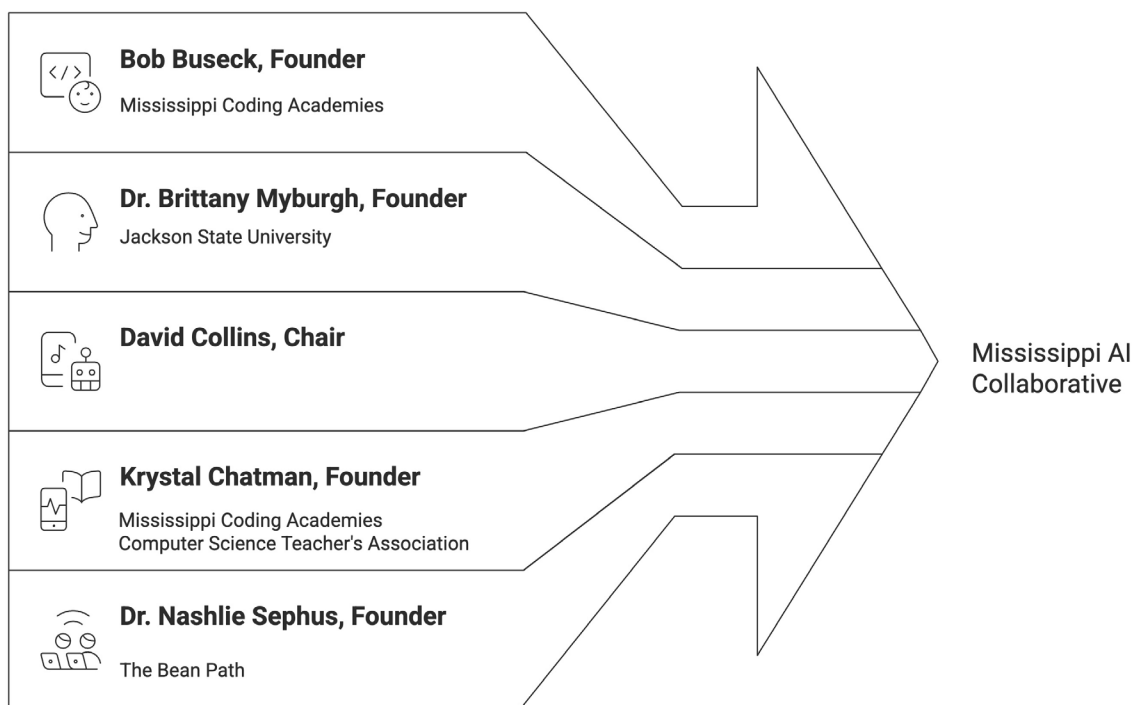 Bob Buseck, Founder
Mississippi Coding Academies
Dr. Brittany Myburgh, Founder
Jackson State University
David Collins, Chair
Mississippi AI
Collaborative
Krystal Chatman, Founder
Mississippi Coding Academies
Computer Science Teacher's Association
Dr. Nashlie Sephus, Founder
The Bean Path